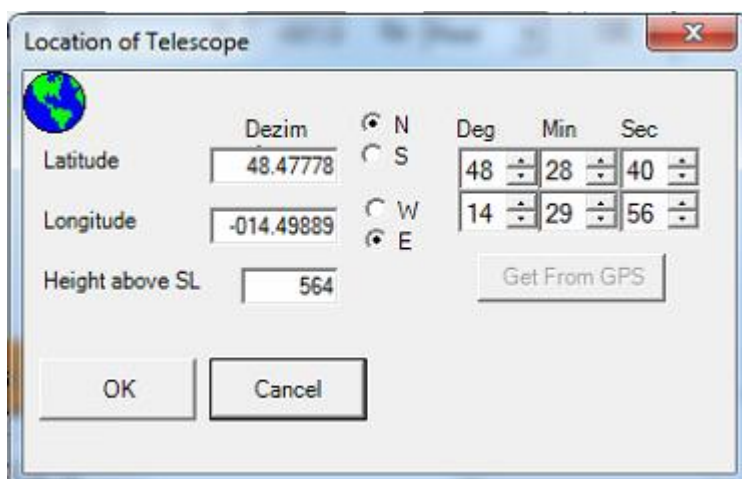 Location of Telescope
Dezim N Deg Min Sec
Latitude 48.47778 S 48 28 40
Longitude -014.49889 W 14 29 56
E
Height above SL 564 Get From GPS
OK Cancel